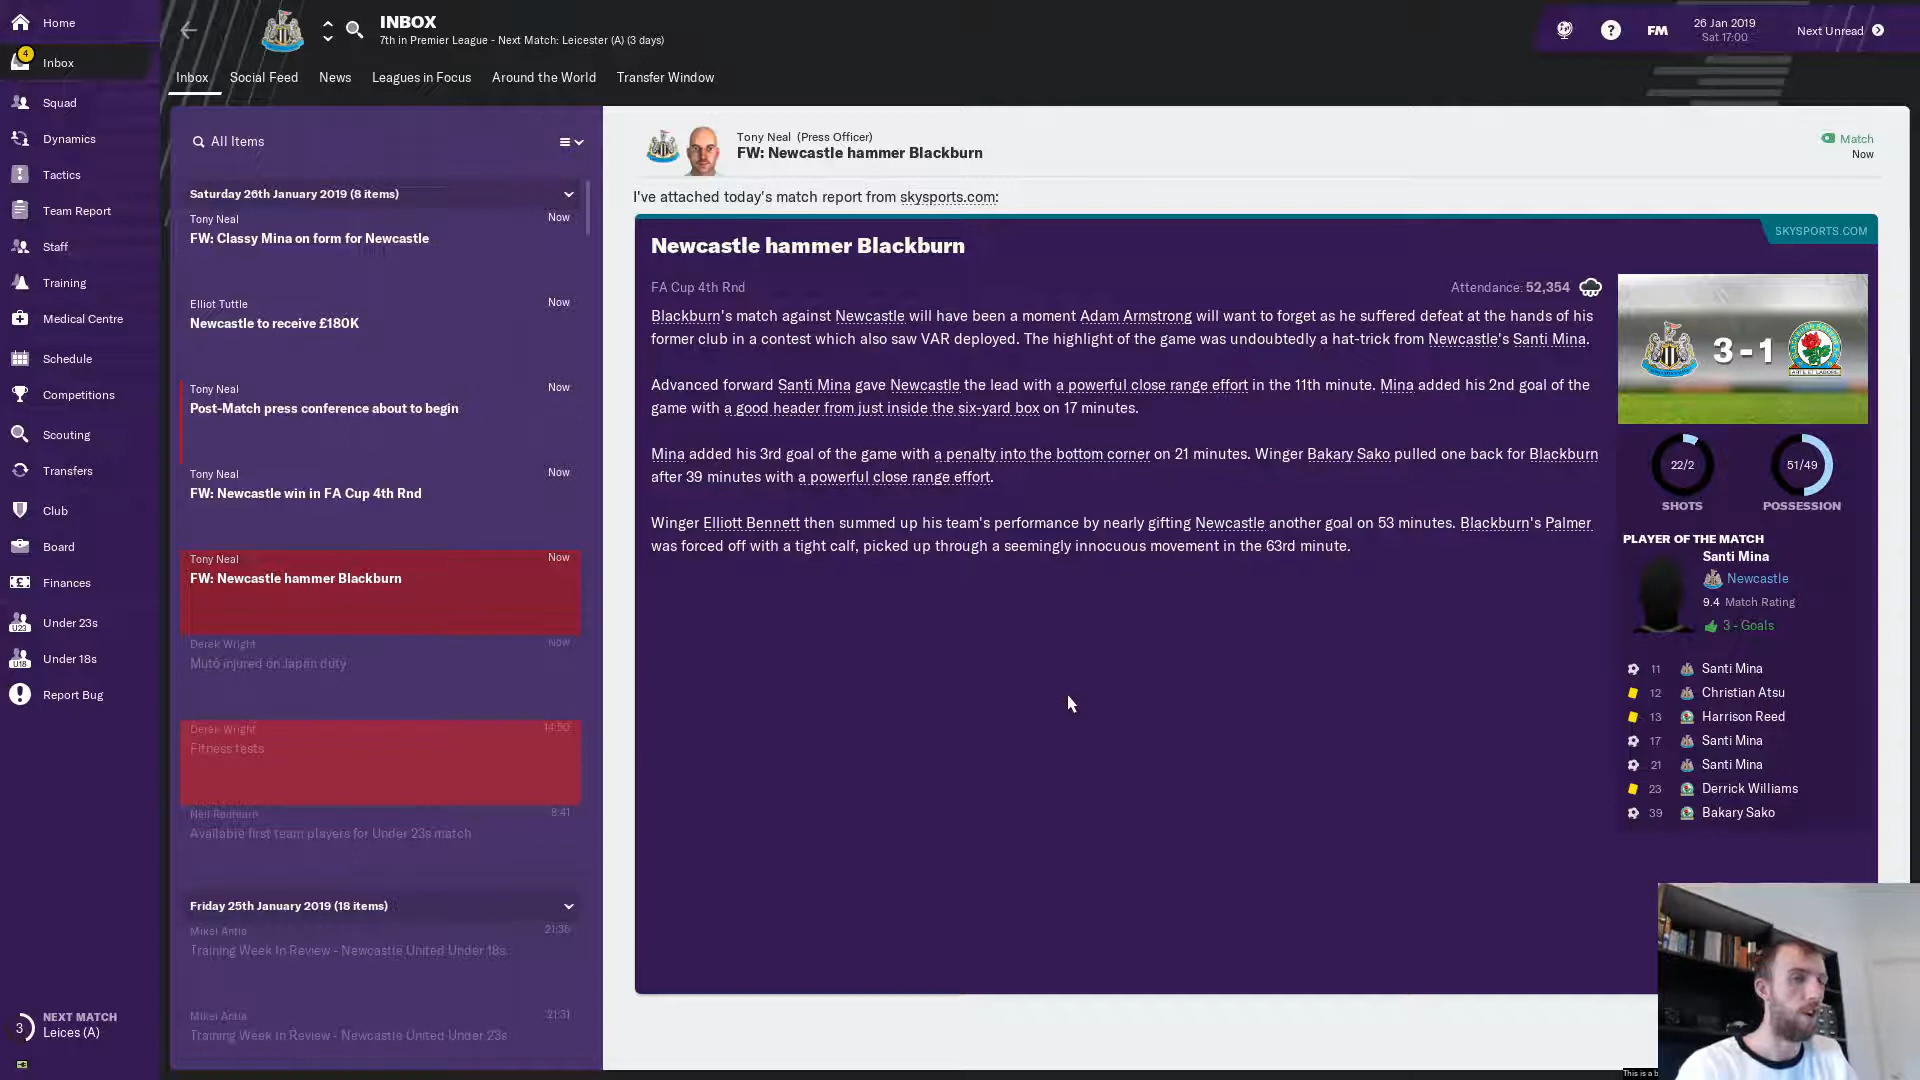 Home
4
Inbox
Squad
Dynamics
Tactics
Team Report
Staff
Training
Medical Centre
Schedule
Competitions
Scouting
Transfers
Club
Board
Finances
U23
Under 23s
U18
Under 18s
Report Bug
3
NEXT MATCH
Leices (A)
INBOX
7th in Premier League - Next Match: Leicester (A) (3 days)
?
FM
26 Jan 2019
Sat 17:00
Next Unread
Inbox
Social Feed
News
Leagues in Focus
Around the World
Transfer Window
All Items
Saturday 26th January 2019 (8 items)
Tony Neal
Now
FW: Classy Mina on form for Newcastle
Elliot Tuttle
Now
Newcastle to receive £180K
Tony Neal
Now
Post-Match press conference about to begin
Tony Neal
Now
FW: Newcastle win in FA Cup 4th Rnd
Tony Neal
Now
FW: Newcastle hammer Blackburn
Derek Wright
Now
Muto injured on Japan duty
Derek Wright
14:50
Fitness tests
Neil Redfearn
8:41
Available first team players for Under 23s match
Friday 25th January 2019 (18 items)
Mikel Antia
21:36
Training Week In Review - Newcastle United Under 18s
Mikel Antia
21:31
Training Week In Review - Newcastle United Under 23s
Tony Neal (Press Officer)
FW: Newcastle hammer Blackburn
Match
Now
I've attached today's match report from skysports.com:
SKYSPORTS.COM
Newcastle hammer Blackburn
FA Cup 4th Rnd
Attendance: 52,354
Blackburn's match against Newcastle will have been a moment Adam Armstrong will want to forget as he suffered defeat at the hands of his
former club in a contest which also saw VAR deployed. The highlight of the game was undoubtedly a hat-trick from Newcastle's Santi Mina.
Advanced forward Santi Mina gave Newcastle the lead with a powerful close range effort in the 11th minute. Mina added his 2nd goal of the
game with a good header from just inside the six-yard box on 17 minutes.
Mina added his 3rd goal of the game with a penalty into the bottom corner on 21 minutes. Winger Bakary Sako pulled one back for Blackburn
after 39 minutes with a powerful close range effort.
Winger Elliott Bennett then summed up his team's performance by nearly gifting Newcastle another goal on 53 minutes. Blackburn's Palmer
was forced off with a tight calf, picked up through a seemingly innocuous movement in the 63rd minute.
3 - 1
22/2
SHOTS
51/49
POSSESSION
PLAYER OF THE MATCH
Santi Mina
Newcastle
9.4 Match Rating
3 - Goals
11 Santi Mina
12 Christian Atsu
13 Harrison Reed
17 Santi Mina
21 Santi Mina
23 Derrick Williams
39 Bakary Sako
This is a b